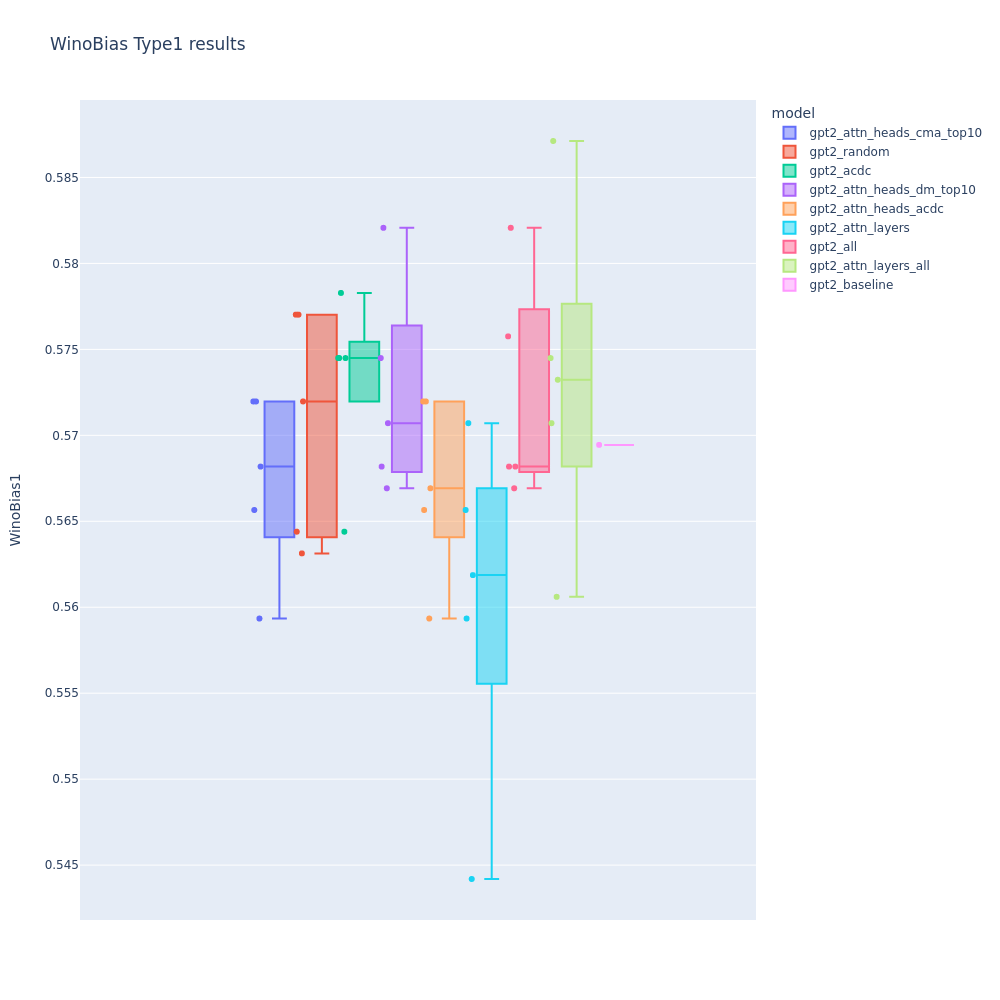 WinoBias Type1 results
model
gpt2_attn_heads_cma_top10
gpt2_random
gpt2_acdc
gpt2_attn_heads_dm_top10
gpt2_attn_heads_acdc
gpt2_attn_layers
gpt2_all
gpt2_attn_layers_all
gpt2_baseline
0.585
0.58
0.575
0.57
0.565
0.56
0.555
0.55
0.545
WinoBias1